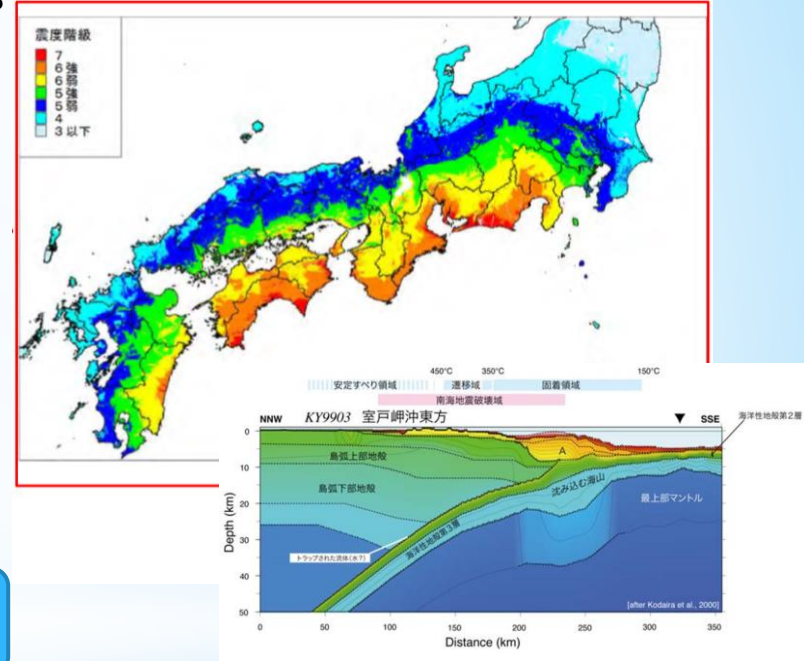 震度階級
7
6強
6弱
5強
5弱
4
3以下
450°C 350°C 150°C
安定すべり領域 遷移域 固着領域
南海地震破壊域
NNW KY9903 室戸岬沖東方 SSE
海洋性地殻第2層
A
島弧上部地殻
島弧下部地殻
沈み込む海山
最上部マントル
トラップされた流体(水?)
海洋性地殻第3層
[after Kodaira et al., 2000]
Depth (km)
0
10
20
30
40
50
0 50 100 150 200 250 300 350
Distance (km)